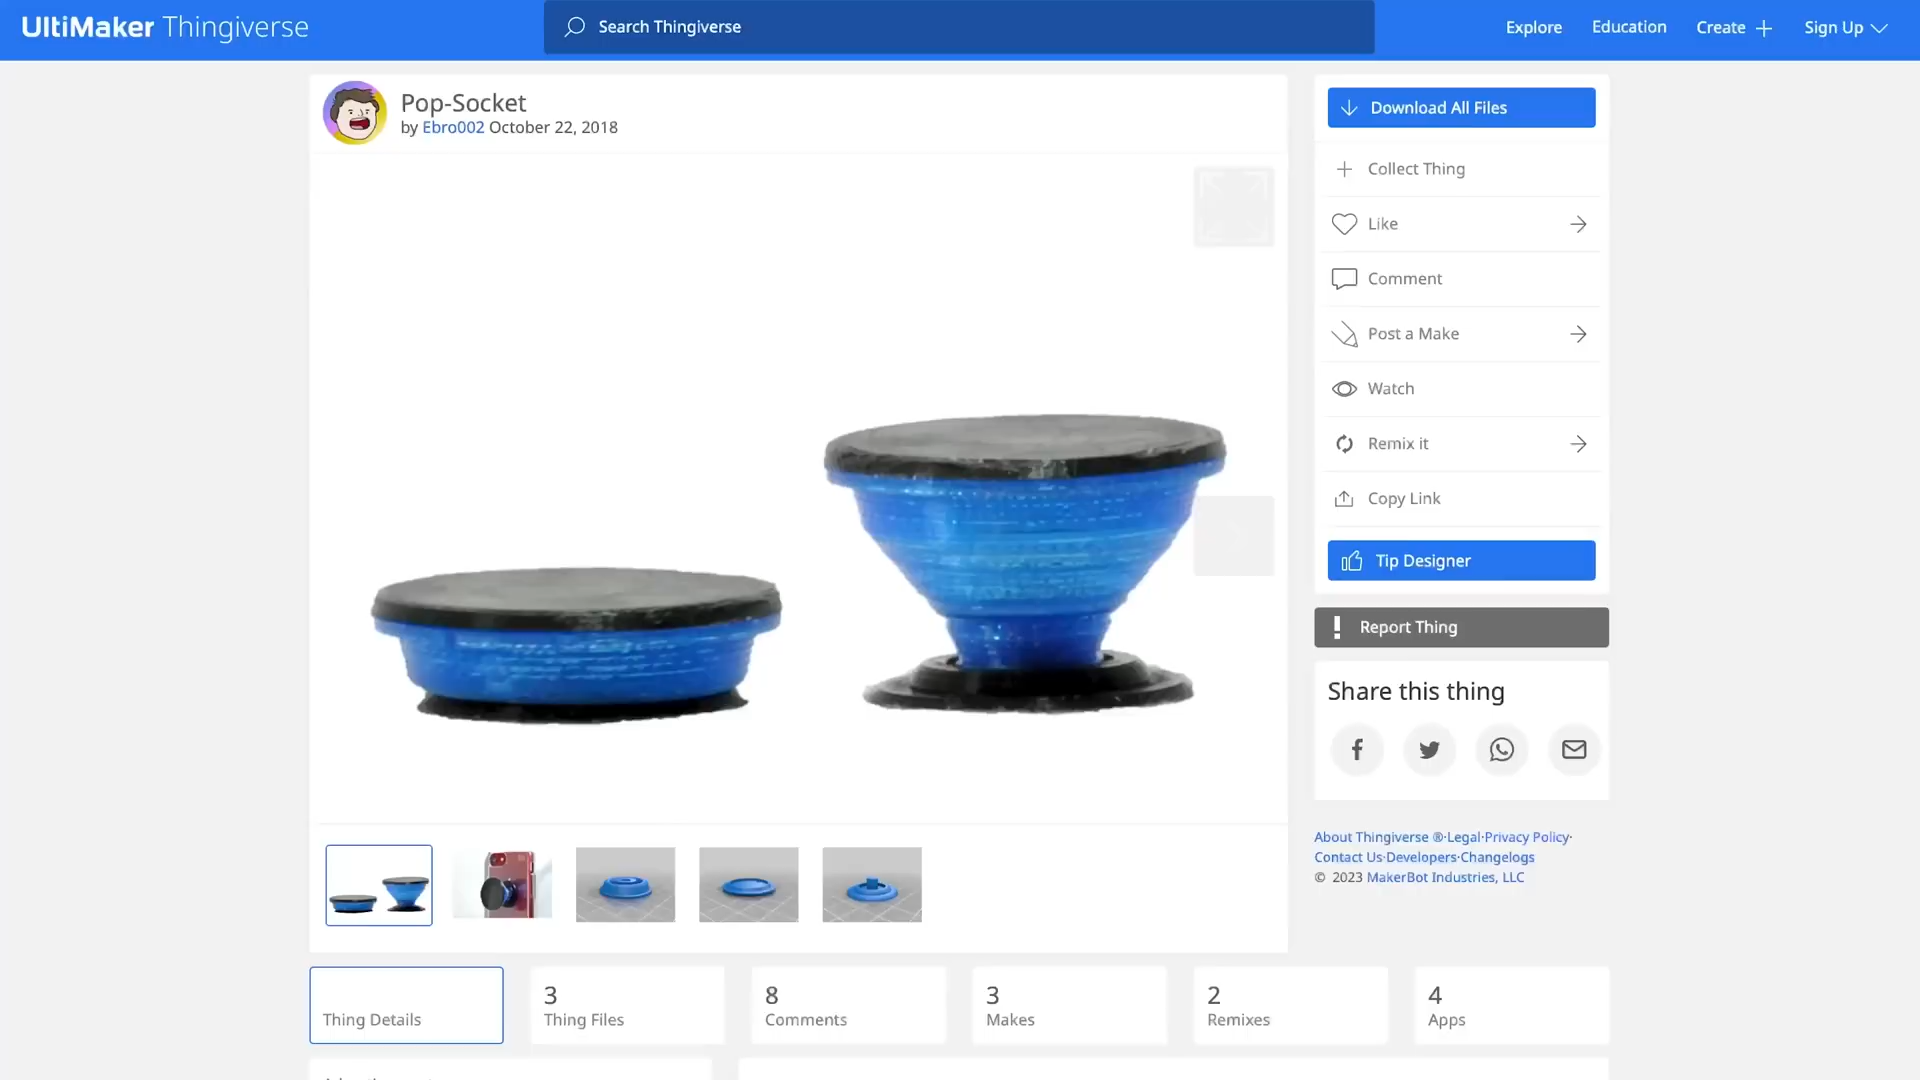 UltiMaker Thingiverse
Search Thingiverse
Explore
Education
Create
Sign Up
Pop-Socket
by Ebro002 October 22, 2018
Download All Files
Collect Thing
Like
Comment
Post a Make
Watch
Remix it
Copy Link
Tip Designer
Report Thing
Share this thing
About Thingiverse ®·Legal·Privacy Policy·
Contact Us·Developers·Changelogs
© 2023 MakerBot Industries, LLC
Thing Details
3
Thing Files
8
Comments
3
Makes
2
Remixes
4
Apps